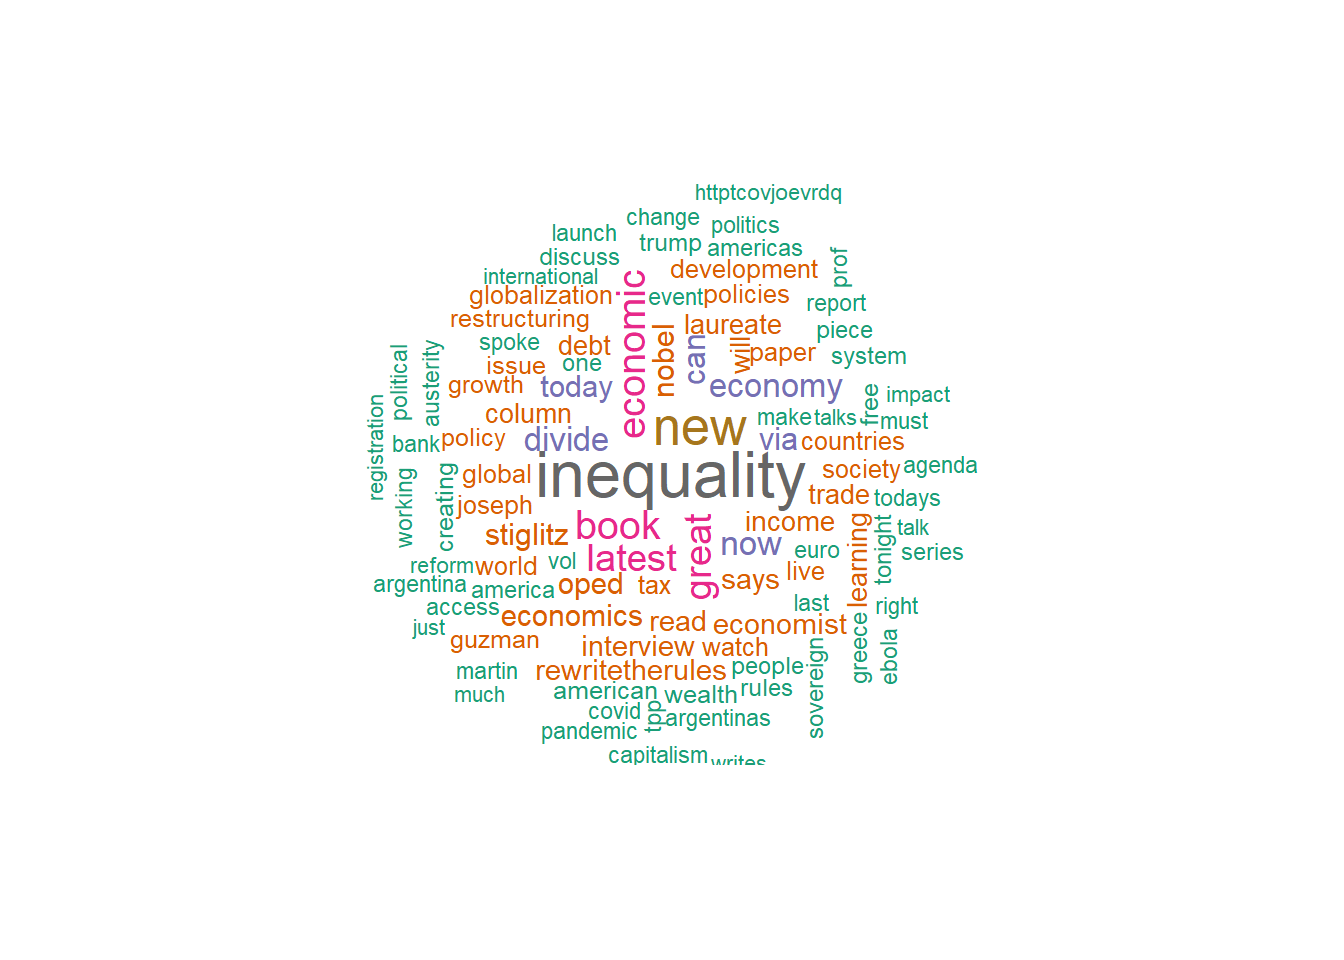 httptcovjoevrdq
change
politics
launch
trump
americas
discuss
prof
development
international
economic
event
policies
globalization
report
restructuring
nobel
laureate
piece
spoke
debt
can
will
paper
system
political
austerity
issue
one
growth
today
economy
free
impact
registration
column
new
make
talks
must
bank
policy
divide
via
countries
working
creating
global
inequality
society
agenda
joseph
trade
todays
stiglitz
book
great
income
learning
tonight
talk
now
euro
series
reform
world
vol
latest
argentina
america
oped
tax
says
live
access
last
right
just
economics
read
economist
greece
ebola
guzman
interview
watch
sovereign
martin
rewritetherules
people
much
american
wealth
rules
covid
tpp
argentinas
pandemic
capitalism
writes